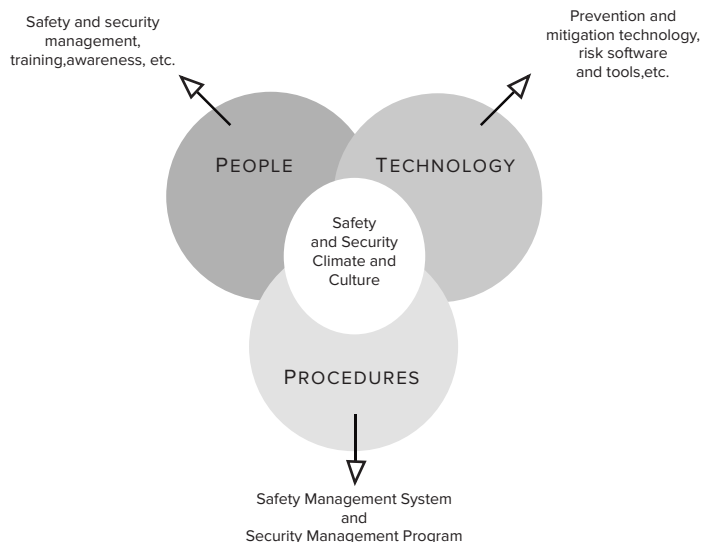 Safety and security
management,
training,awareness, etc.
Prevention and
mitigation technology,
risk software
and tools,etc.
PEOPLE
TECHNOLOGY
Safety
and Security
Climate and
Culture
PROCEDURES
Safety Management System
and
Security Management Program